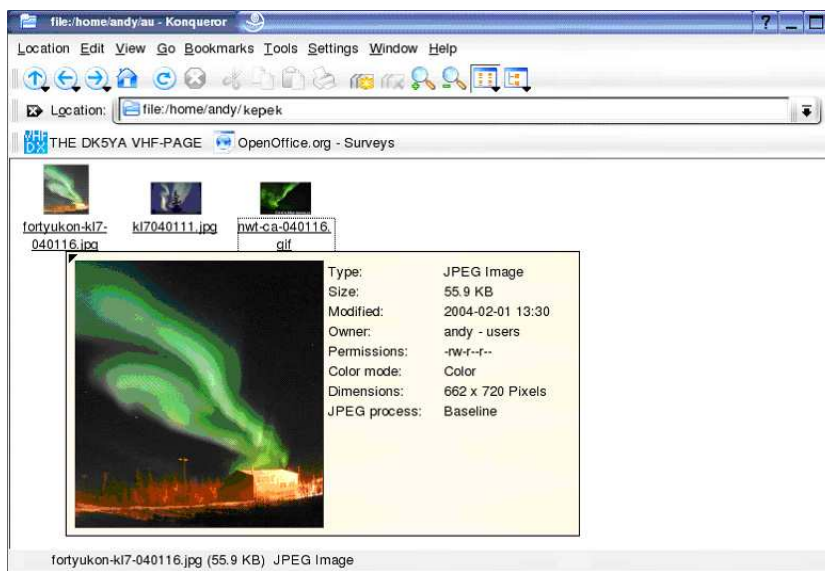 file:/home/andy/au - Konqueror
?
Location Edit View Go Bookmarks Tools Settings Window Help
Location: file:/home/andy/kepek
VHF DX THE DK5YA VHF-PAGE OpenOffice.org - Surveys
fortyukon-kl7-
040116.jpg
kl7040111.jpg
nwt-ca-040116.
gif
Type: JPEG Image
Size: 55.9 KB
Modified: 2004-02-01 13:30
Owner: andy - users
Permissions: -rw-r--r--
Color mode: Color
Dimensions: 662 x 720 Pixels
JPEG process: Baseline
fortyukon-kl7-040116.jpg (55.9 KB) JPEG Image